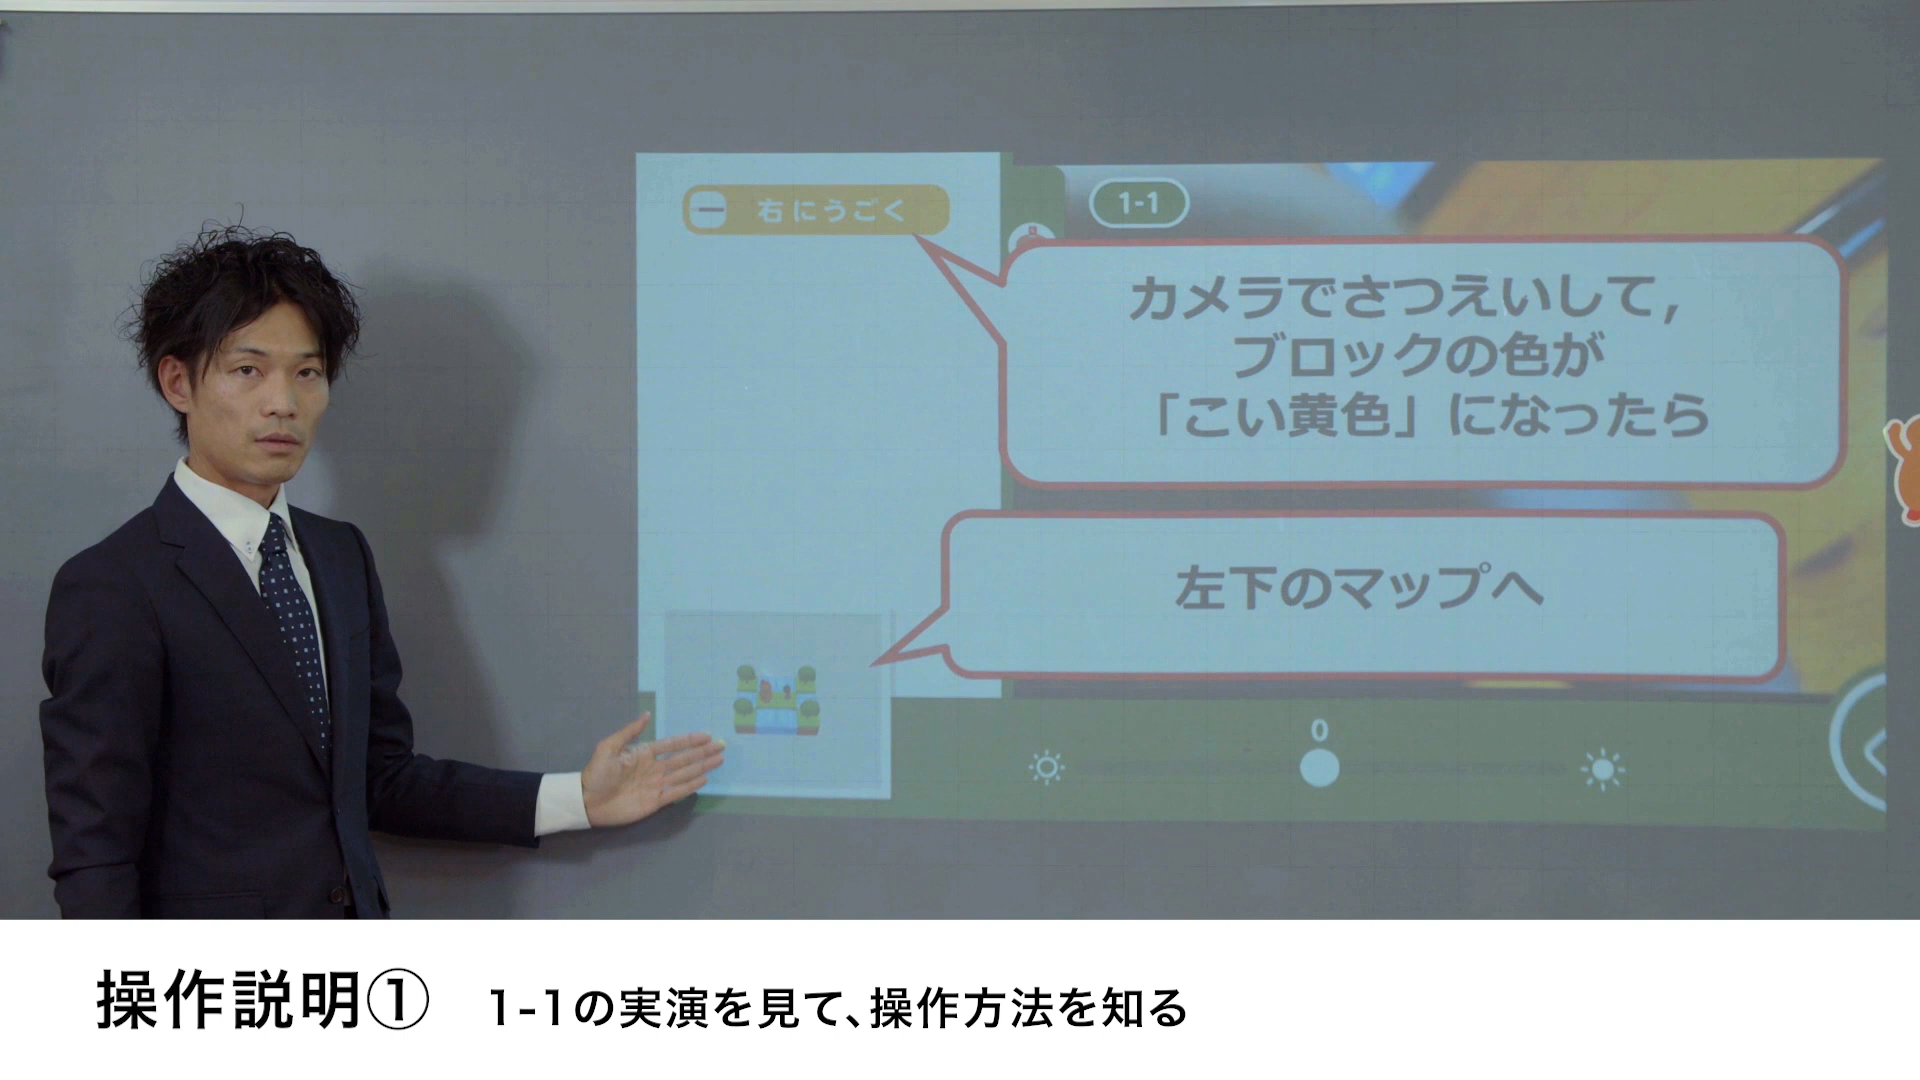 右にうごく
1-1
カメラでさつえいして,
ブロックの色が
「こい黄色」になったら
左下のマップへ
0
操作説明① 1-1の実演を見て、操作方法を知る